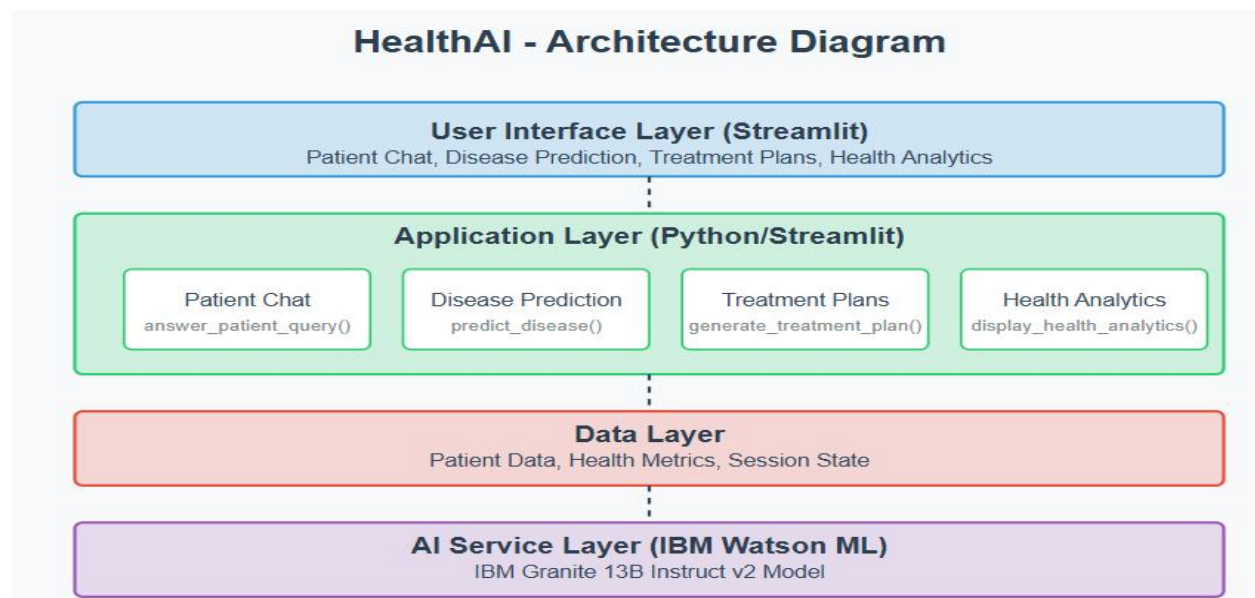 HealthAI - Architecture Diagram
User Interface Layer (Streamlit)
Patient Chat, Disease Prediction, Treatment Plans, Health Analytics
Application Layer (Python/Streamlit)
Patient Chat
answer_patient_query()
Disease Prediction
predict_disease()
Treatment Plans
generate_treatment_plan()
Health Analytics
display_health_analytics()
Data Layer
Patient Data, Health Metrics, Session State
AI Service Layer (IBM Watson ML)
IBM Granite 13B Instruct v2 Model